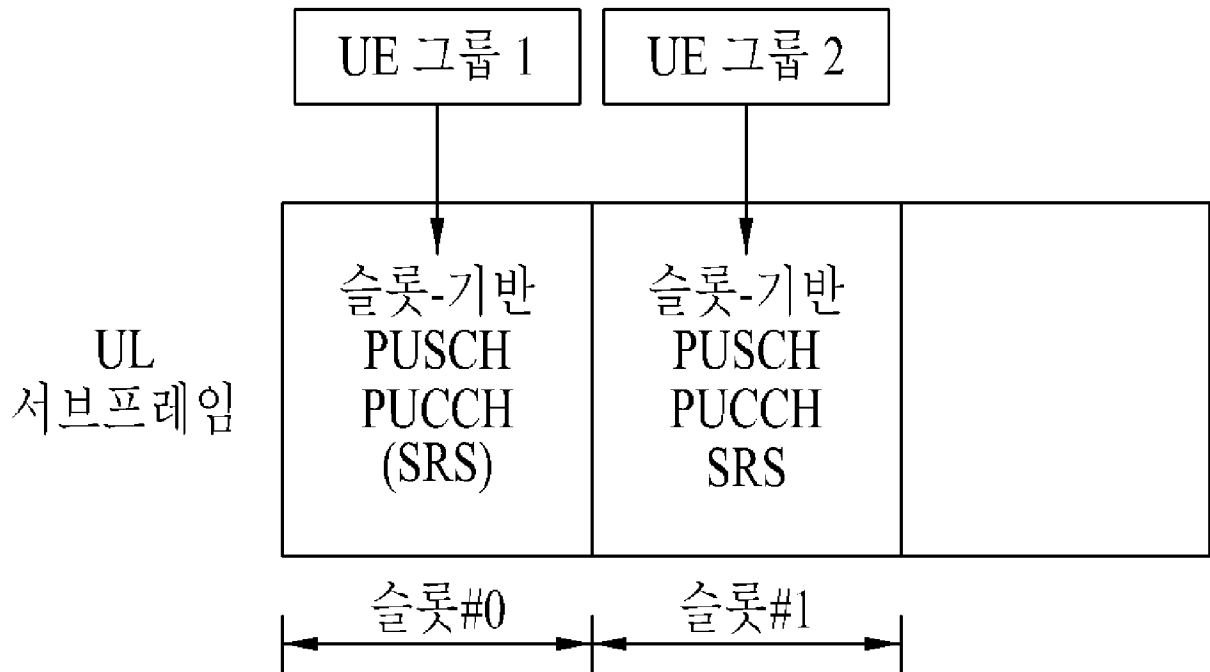 UE 그룹 1
UE 그룹 2
UL
서브프레임
슬롯-기반
PUSCH
PUCCH
(SRS)
슬롯-기반
PUSCH
PUCCH
SRS
슬롯#0
슬롯#1